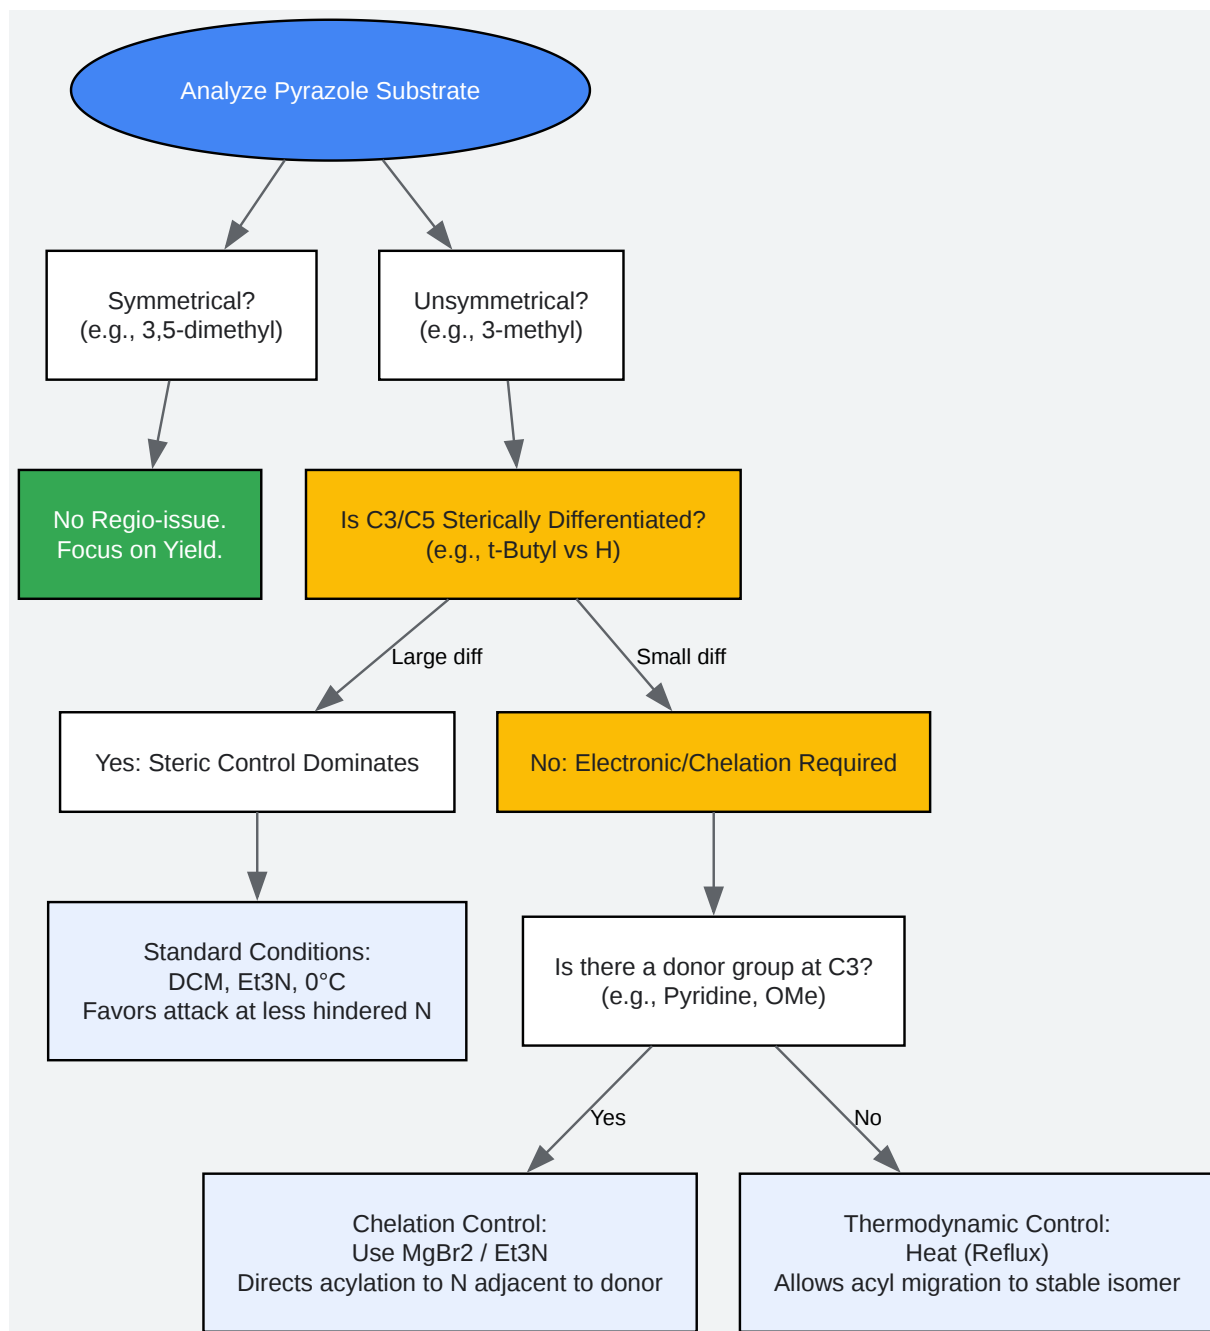 Analyze Pyrazole Substrate
Symmetrical?
(e.g., 3,5-dimethyl)
Unsymmetrical?
(e.g., 3-methyl)
No Regio-issue.
Focus on Yield.
Is C3/C5 Sterically Differentiated?
(e.g., t-Butyl vs H)
Large diff
Small diff
Yes: Steric Control Dominates
No: Electronic/Chelation Required
Standard Conditions:
DCM, Et3N, 0°C
Favors attack at less hindered N
Is there a donor group at C3?
(e.g., Pyridine, OMe)
Yes
No
Chelation Control:
Use MgBr2 / Et3N
Directs acylation to N adjacent to donor
Thermodynamic Control:
Heat (Reflux)
Allows acyl migration to stable isomer